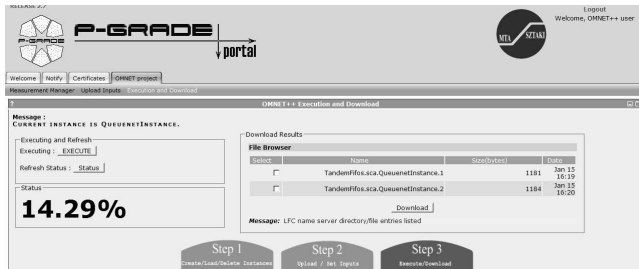 RELEASE 2.7
Logout
Welcome, OMNET++ user
P-GRADE
P-GRADE
portal
MTA SZTAKI
Welcome Notify Certificates OMNET project
Measurement Manager Upload Inputs Execution and Download
? OMNET++ Execution and Download
Message :
CURRENT INSTANCE IS QUEUENETINSTANCE.
Executing and Refresh
Executing : EXECUTE
Refresh Status : Status
Status
14.29%
Download Results
File Browser
Select Name Size(bytes) Date
TandemFifos.sca.QueuenetInstance.1 1181 Jan 15 16:19
TandemFifos.sca.QueuenetInstance.2 1184 Jan 15 16:20
Download
Message: LFC name server directory/file entries listed
Step 1 Step 2 Step 3
Create/Load/Delete Instances Upload / Set Inputs Execute/Download